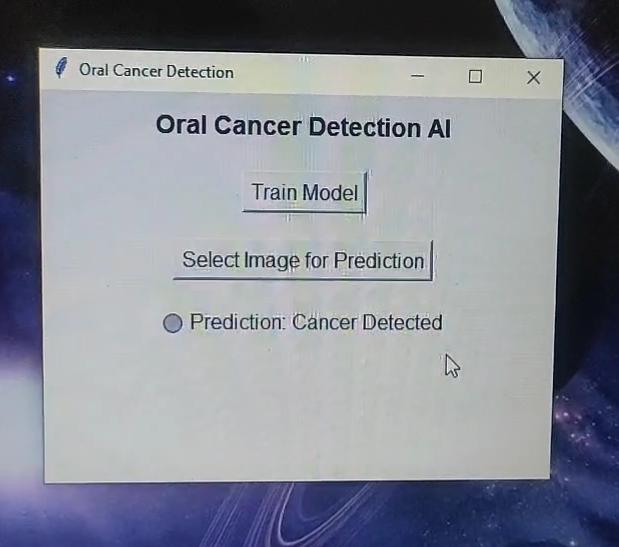 Oral Cancer Detection
Oral Cancer Detection AI
Train Model
Select Image for Prediction
Prediction: Cancer Detected